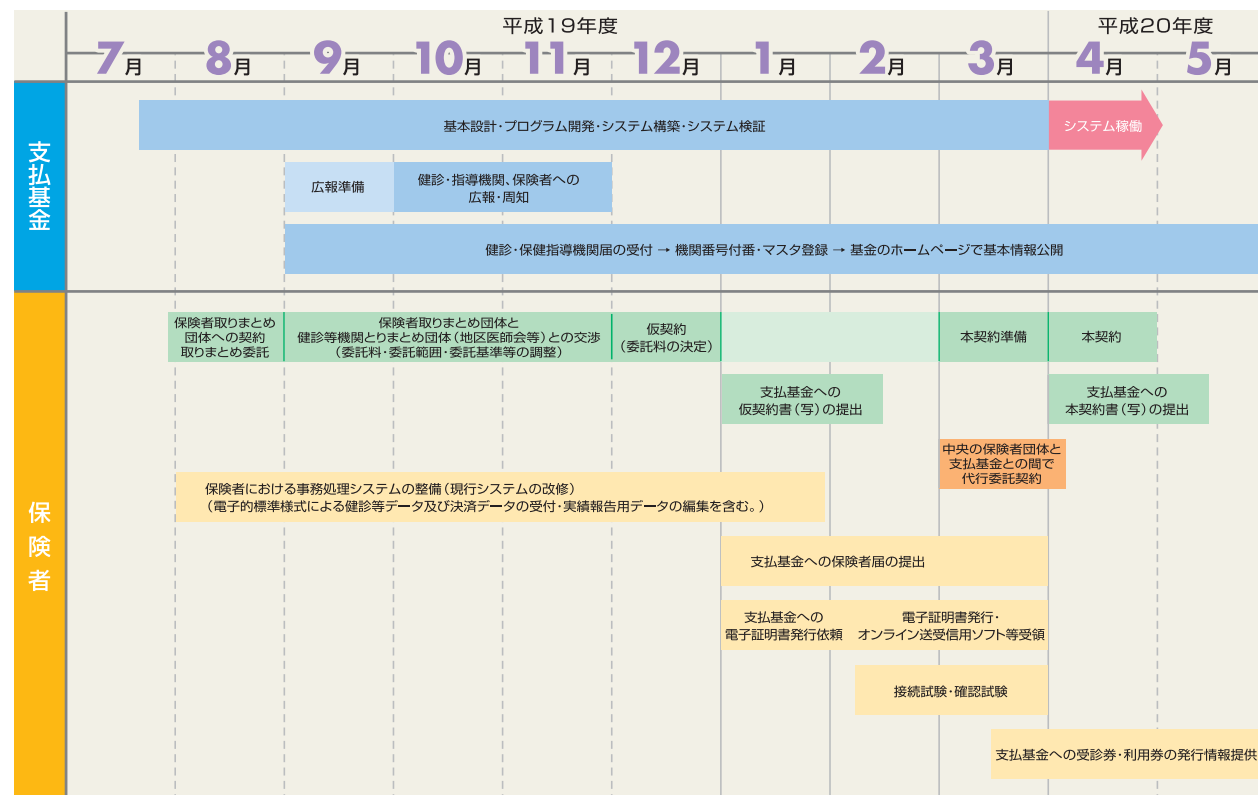 平成19年度
平成20年度
7月
8月
9月
10月
11月
12月
1月
2月
3月
4月
5月
支払基金
基本設計・プログラム開発・システム構築・システム検証
システム稼働
広報準備
健診・指導機関、保険者への
広報・周知
健診・保健指導機関届の受付 → 機関番号付番・マスタ登録 → 基金のホームページで基本情報公開
保険者
保険者取りまとめ
団体への契約
取りまとめ委託
保険者取りまとめ団体と
健診等機関とりまとめ団体（地区医師会等）との交渉
（委託料・委託範囲・委託基準等の調整）
仮契約
（委託料の決定）
本契約準備
本契約
支払基金への
仮契約書（写）の提出
支払基金への
本契約書（写）の提出
中央の保険者団体と
支払基金との間で
代行委託契約
保険者における事務処理システムの整備（現行システムの改修）
（電子的標準様式による健診等データ及び決済データの受付・実績報告用データの編集を含む。）
支払基金への保険者届の提出
支払基金への
電子証明書発行依頼
電子証明書発行・
オンライン送受信用ソフト等受領
接続試験・確認試験
支払基金への受診券・利用券の発行情報提供